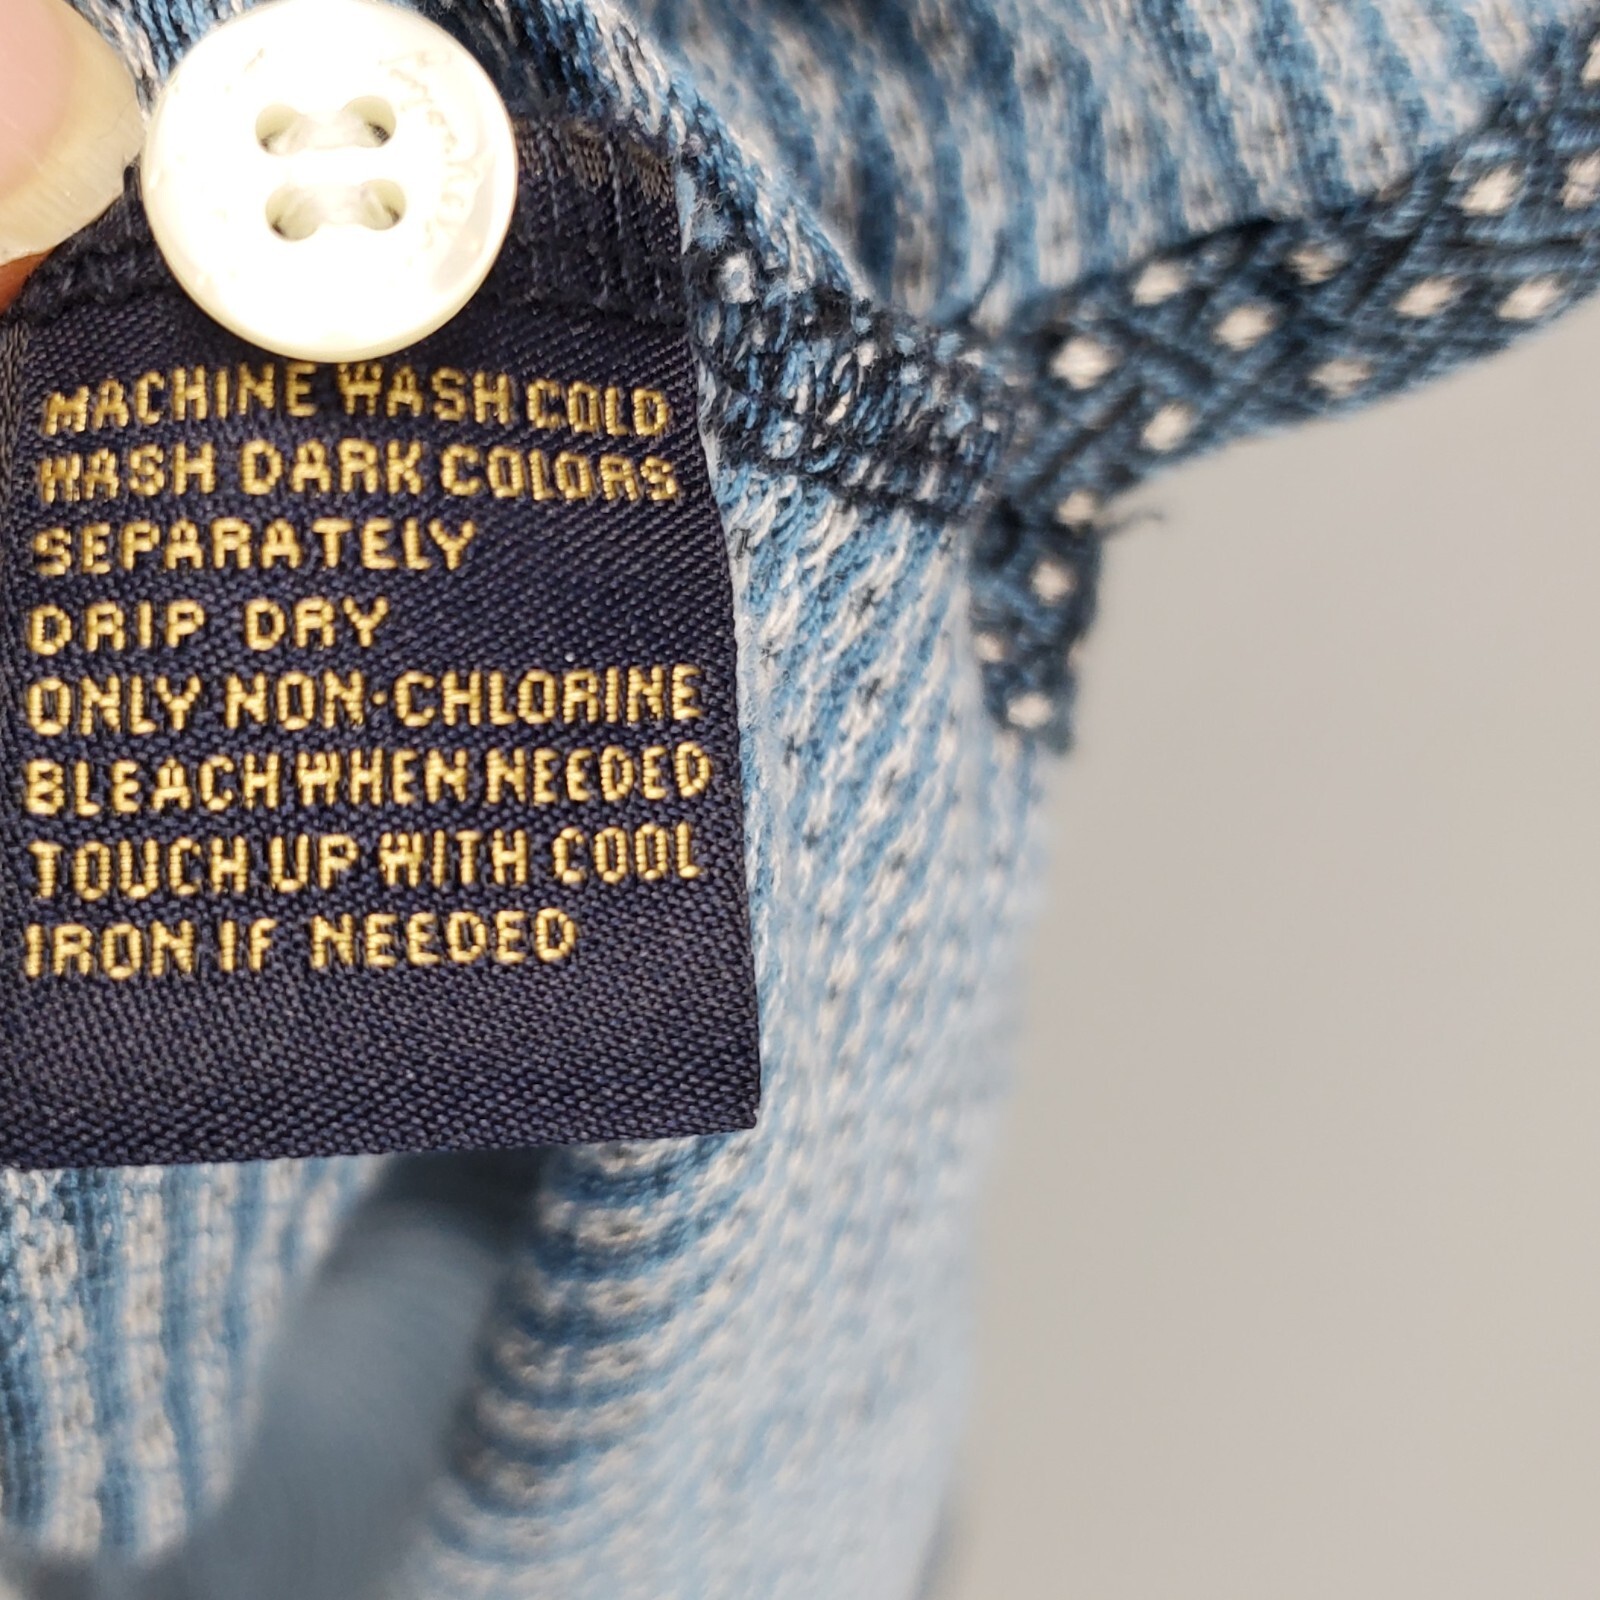 MACHINE WASH COLD
WASH DARK COLORS
SEPARATELY
DRIP DRY
ONLY NON-CHLORINE
BLEACH WHEN NEEDED
TOUCH UP WITH COOL
IRON IF NEEDED